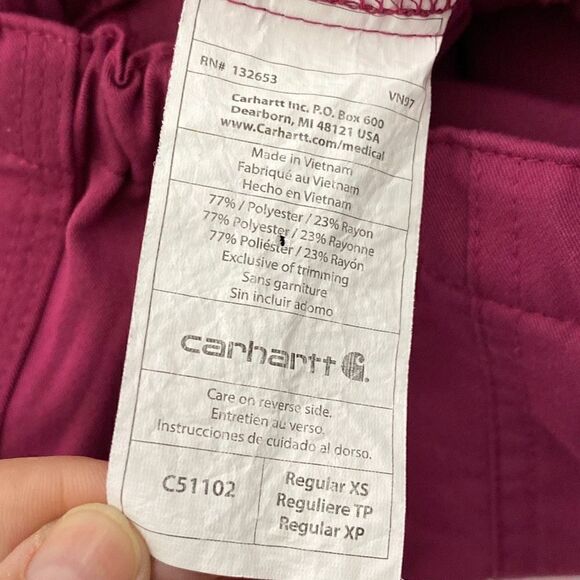 RN# 132653
VN97
Carhartt Inc. P.O. Box 600
Dearborn, MI 48121 USA
www.Carhartt.com/medical
Made in Vietnam
Fabriqué au Vietnam
Hecho en Vietnam
77% / Polyester / 23% Rayon
77% Polyester / 23% Rayonne
77% Poliéster / 23% Rayón
Exclusive of trimming
Sans garniture
Sin incluir adorno
carhartt
Care on reverse side.
Entretien au verso.
Instrucciones de cuidado al dorso.
C51102
Regular XS
Reguliere TP
Regular XP